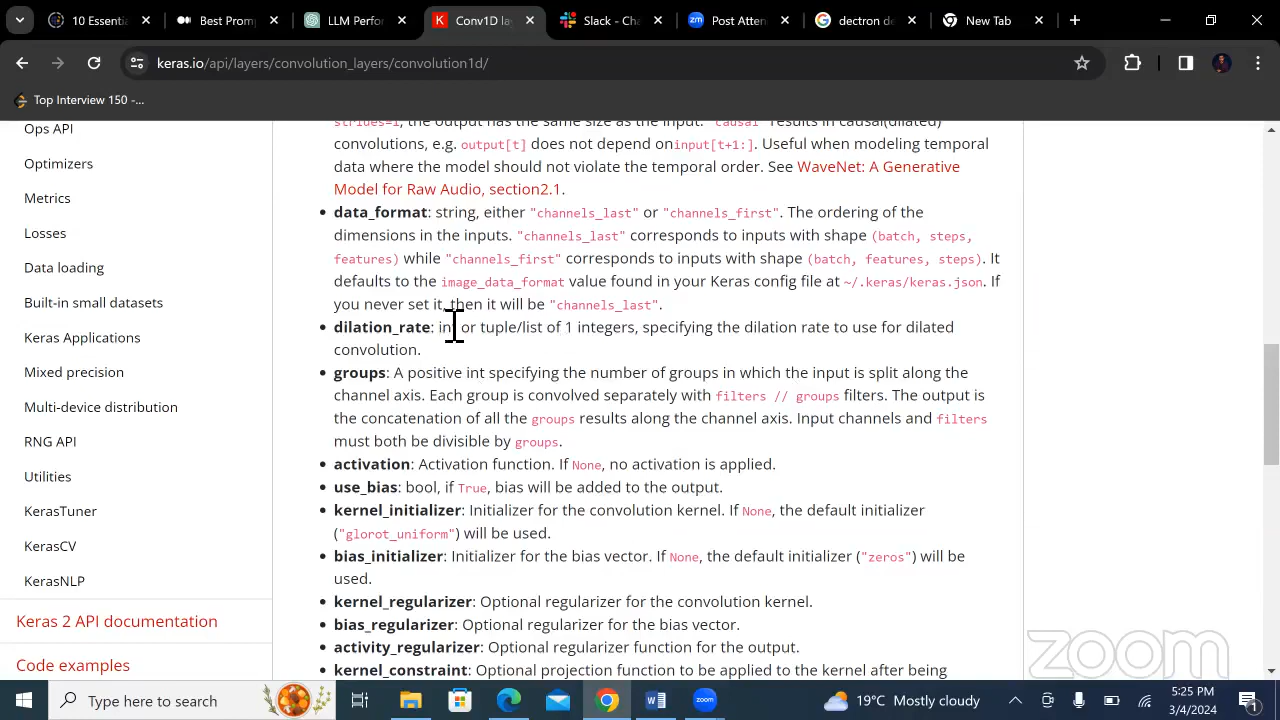 10 Essential
Best Promp
LLM Perfor
Conv1D la
Slack - Cha
Post Atten
dectron de
New Tab
keras.io/api/layers/convolution_layers/convolution1d/
Top Interview 150 -...
Ops API
Optimizers
Metrics
Losses
Data loading
Built-in small datasets
Keras Applications
Mixed precision
Multi-device distribution
RNG API
Utilities
KerasTuner
KerasCV
KerasNLP
Keras 2 API documentation
Code examples
strides=1, the output has the same size as the input. "causal" results in causal(dilated)
convolutions, e.g. output[t] does not depend oninput[t+1:]. Useful when modeling temporal
data where the model should not violate the temporal order. See WaveNet: A Generative
Model for Raw Audio, section2.1.
• data_format: string, either "channels_last" or "channels_first". The ordering of the
dimensions in the inputs. "channels_last" corresponds to inputs with shape (batch, steps,
features) while "channels_first" corresponds to inputs with shape (batch, features, steps). It
defaults to the image_data_format value found in your Keras config file at ~/.keras/keras.json. If
you never set it, then it will be "channels_last".
• dilation_rate: int or tuple/list of 1 integers, specifying the dilation rate to use for dilated
convolution.
• groups: A positive int specifying the number of groups in which the input is split along the
channel axis. Each group is convolved separately with filters // groups filters. The output is
the concatenation of all the groups results along the channel axis. Input channels and filters
must both be divisible by groups.
• activation: Activation function. If None, no activation is applied.
• use_bias: bool, if True, bias will be added to the output.
• kernel_initializer: Initializer for the convolution kernel. If None, the default initializer
("glorot_uniform") will be used.
• bias_initializer: Initializer for the bias vector. If None, the default initializer ("zeros") will be
used.
• kernel_regularizer: Optional regularizer for the convolution kernel.
• bias_regularizer: Optional regularizer for the bias vector.
• activity_regularizer: Optional regularizer function for the output.
• kernel_constraint: Optional projection function to be applied to the kernel after being
zoom
Type here to search
zoom
19°C Mostly cloudy
5:25 PM
3/4/2024
1